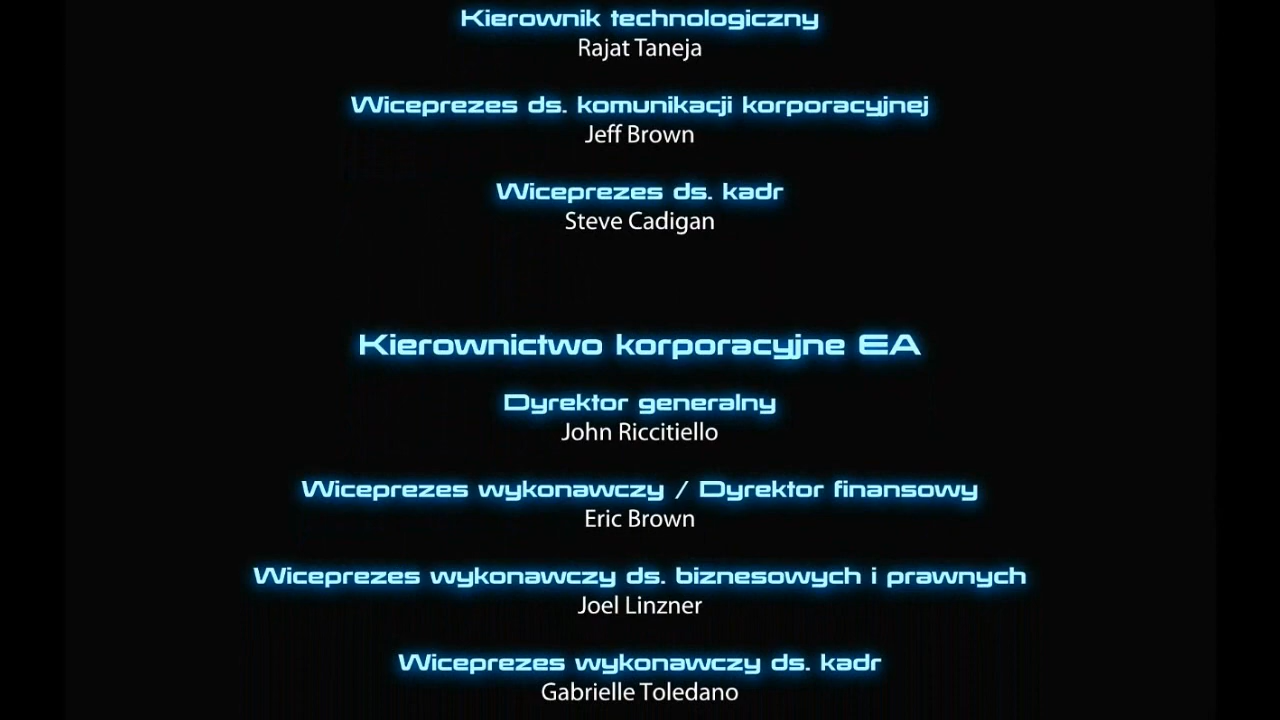 Kierownik technologiczny
Rajat Taneja
Wiceprezes ds. komunikacji korporacyjnej
Jeff Brown
Wiceprezes ds. kadr
Steve Cadigan
Kierownictwo korporacyjne EA
Dyrektor generalny
John Riccitiello
Wiceprezes wykonawczy / Dyrektor finansowy
Eric Brown
Wiceprezes wykonawczy ds. biznesowych i prawnych
Joel Linzner
Wiceprezes wykonawczy ds. kadr
Gabrielle Toledano